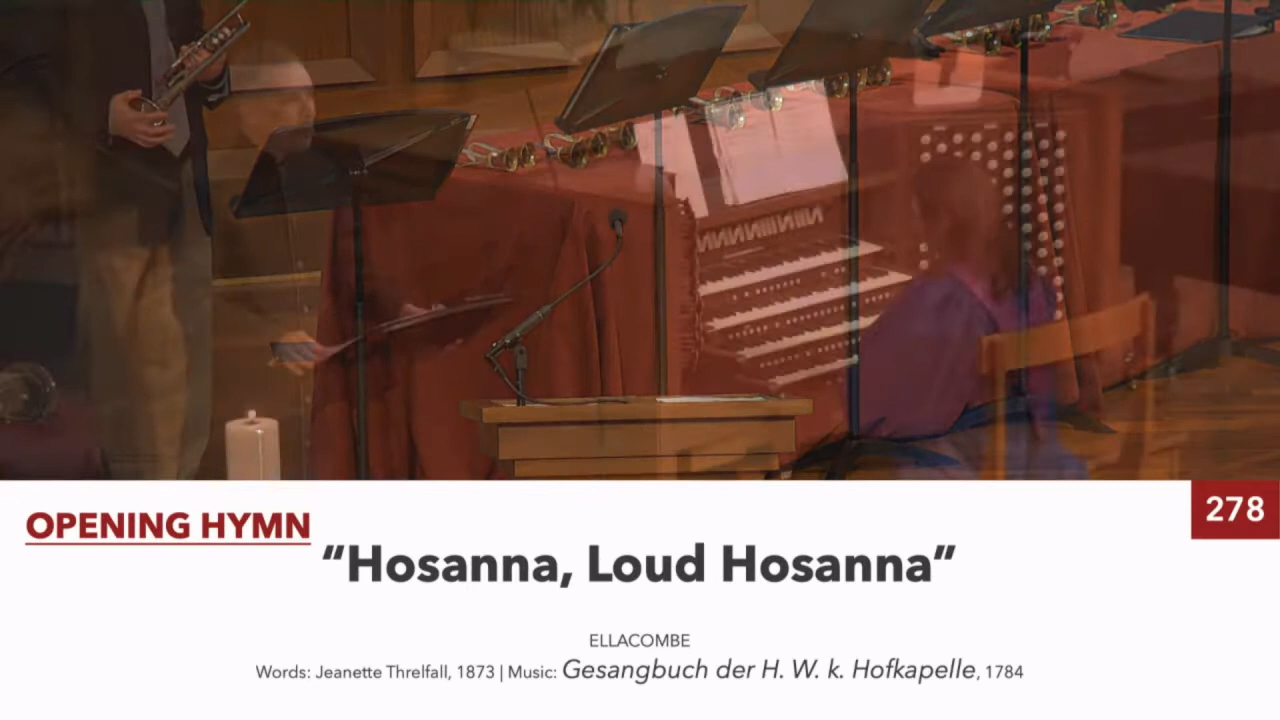 OPENING HYMN
278
“Hosanna, Loud Hosanna”
ELLACOMBE
Words: Jeanette Threlfall, 1873 | Music: Gesangbuch der H. W. k. Hofkapelle, 1784